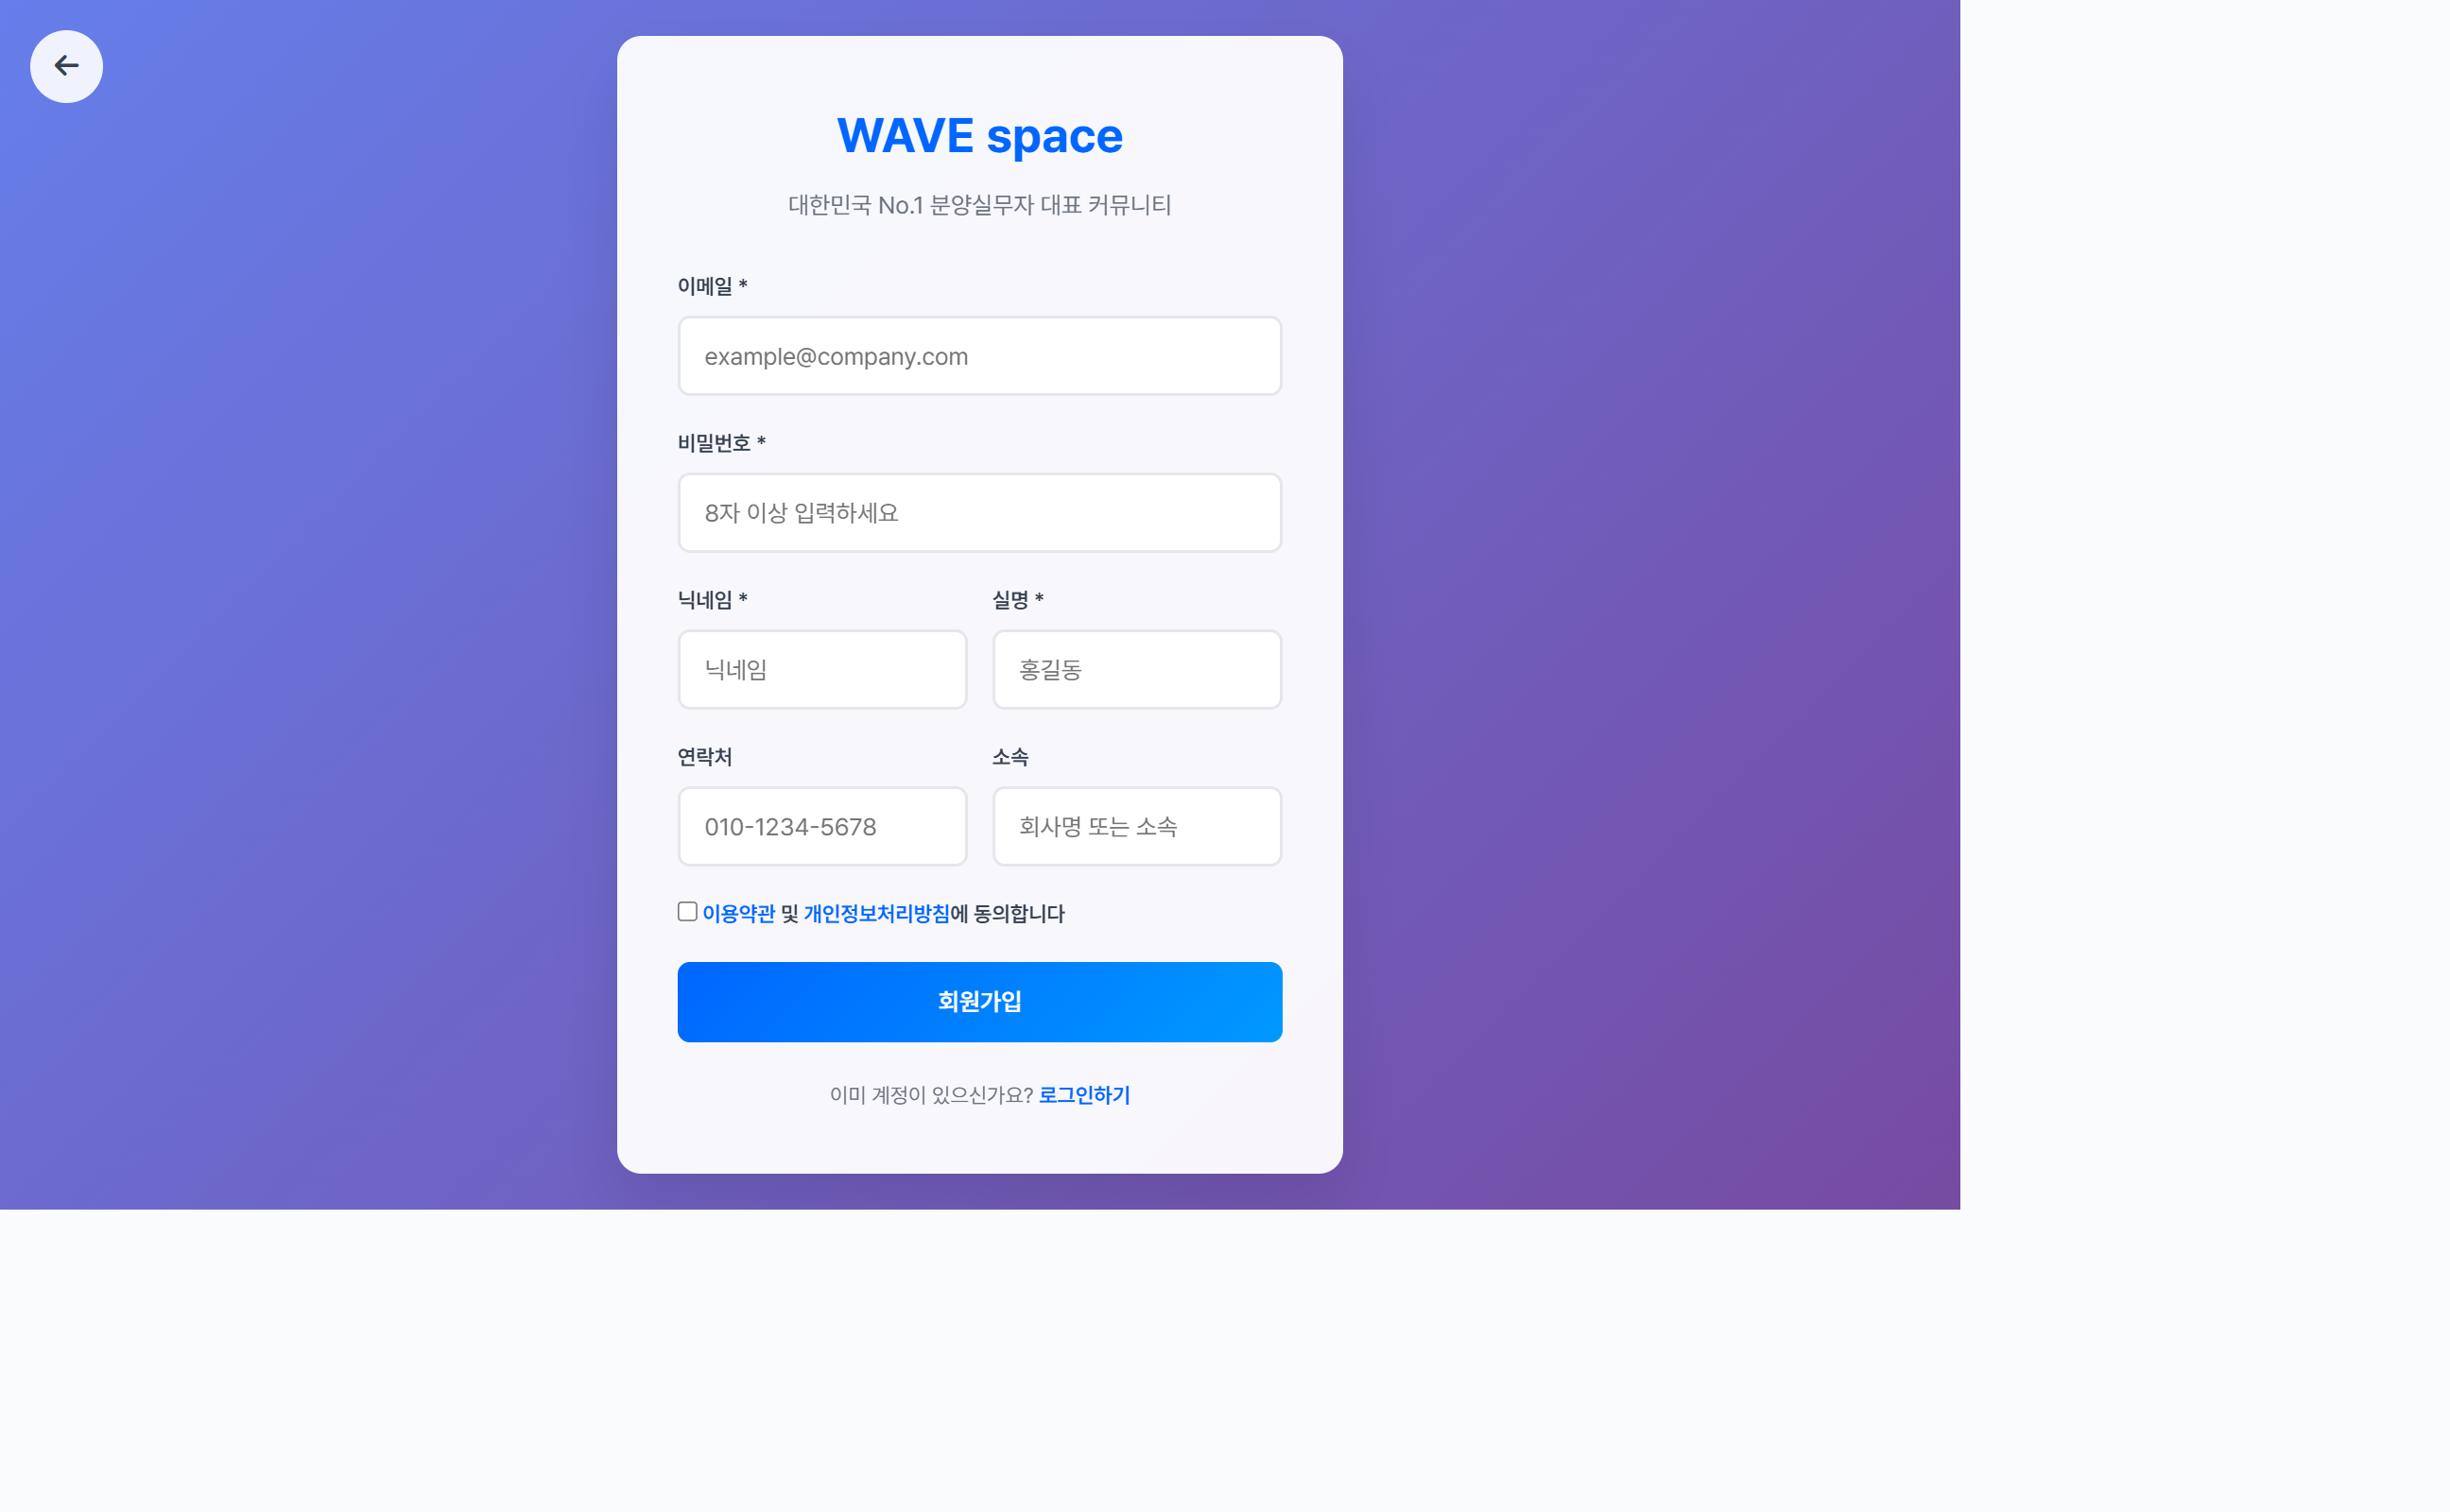 WAVE space
대한민국 No.1 분양실무자 대표 커뮤니티
이메일 *
example@company.com
비밀번호 *
8자 이상 입력하세요
닉네임 * 실명 *
닉네임 홍길동
연락처 소속
010-1234-5678 회사명 또는 소속
이용약관 및 개인정보처리방침에 동의합니다
회원가입
이미 계정이 있으신가요? 로그인하기